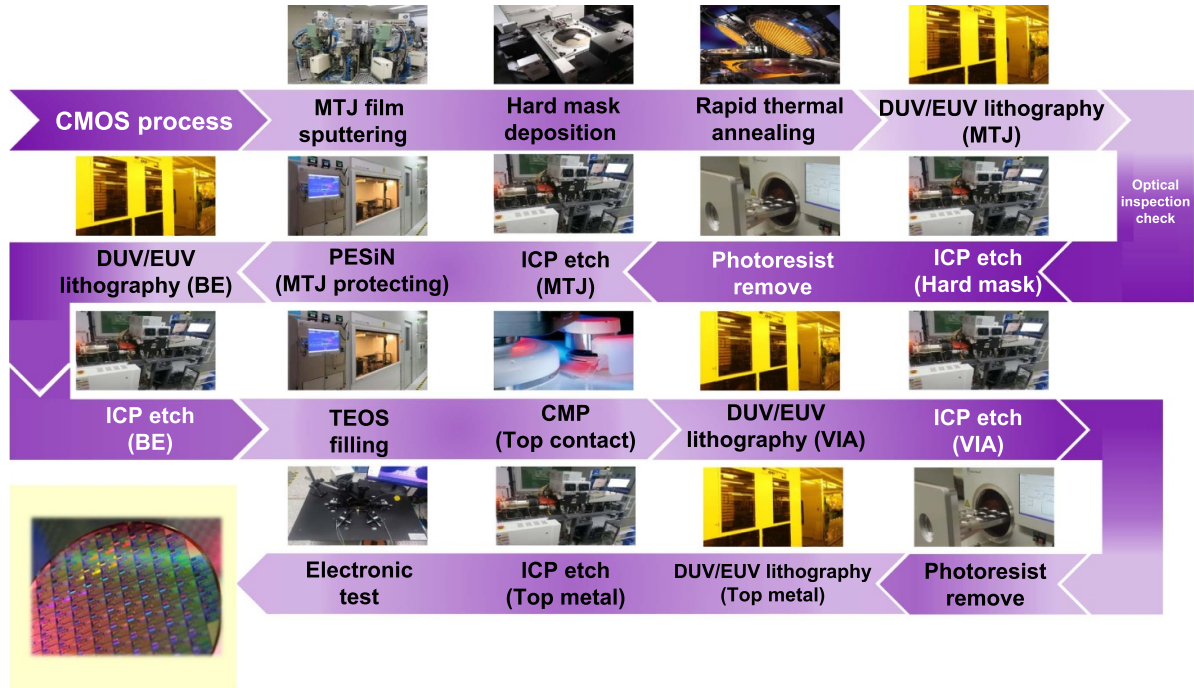 CMOS process
MTJ film
sputtering
Hard mask
deposition
Rapid thermal
annealing
DUV/EUV lithography
(MTJ)
Optical
inspection
check
ICP etch
(Hard mask)
Photoresist
remove
ICP etch
(MTJ)
PESiN
(MTJ protecting)
DUV/EUV
lithography (BE)
ICP etch
(BE)
TEOS
filling
CMP
(Top contact)
DUV/EUV
lithography (VIA)
ICP etch
(VIA)
Photoresist
remove
DUV/EUV lithography
(Top metal)
ICP etch
(Top metal)
Electronic
test